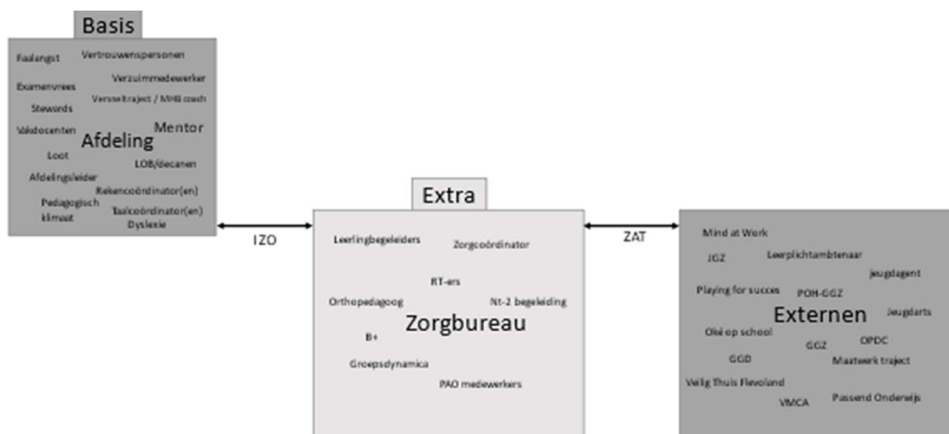 Basis
Faalangst
Vertrouwenspersonen
Verzuimmedewerker
Examenvrees
Versneltraject / MHB coach
Stewards
Vakdocenten
Mentor
Afdeling
Loot
LOB/decanen
Afdelingsleider
Rekencoördinator(en)
Pedagogisch
klimaat
Taalcoördinator(en)
Dyslexie
IZO
Extra
Leerlingbegeleiders
Zorgcoördinator
RT-ers
Orthopedagoog
Nt-2 begeleiding
Zorgbureau
B+
Groepsdynamica
PAO medewerkers
ZAT
Mind at Work
JGZ
Leerplichtambtenaar
jeugdagent
Playing for succes
POH-GGZ
Externen
Jeugdarts
Oké op school
GGZ
OPDC
GGD
Maatwerk traject
Veilig Thuis Flevoland
VMCA
Passend Onderwijs